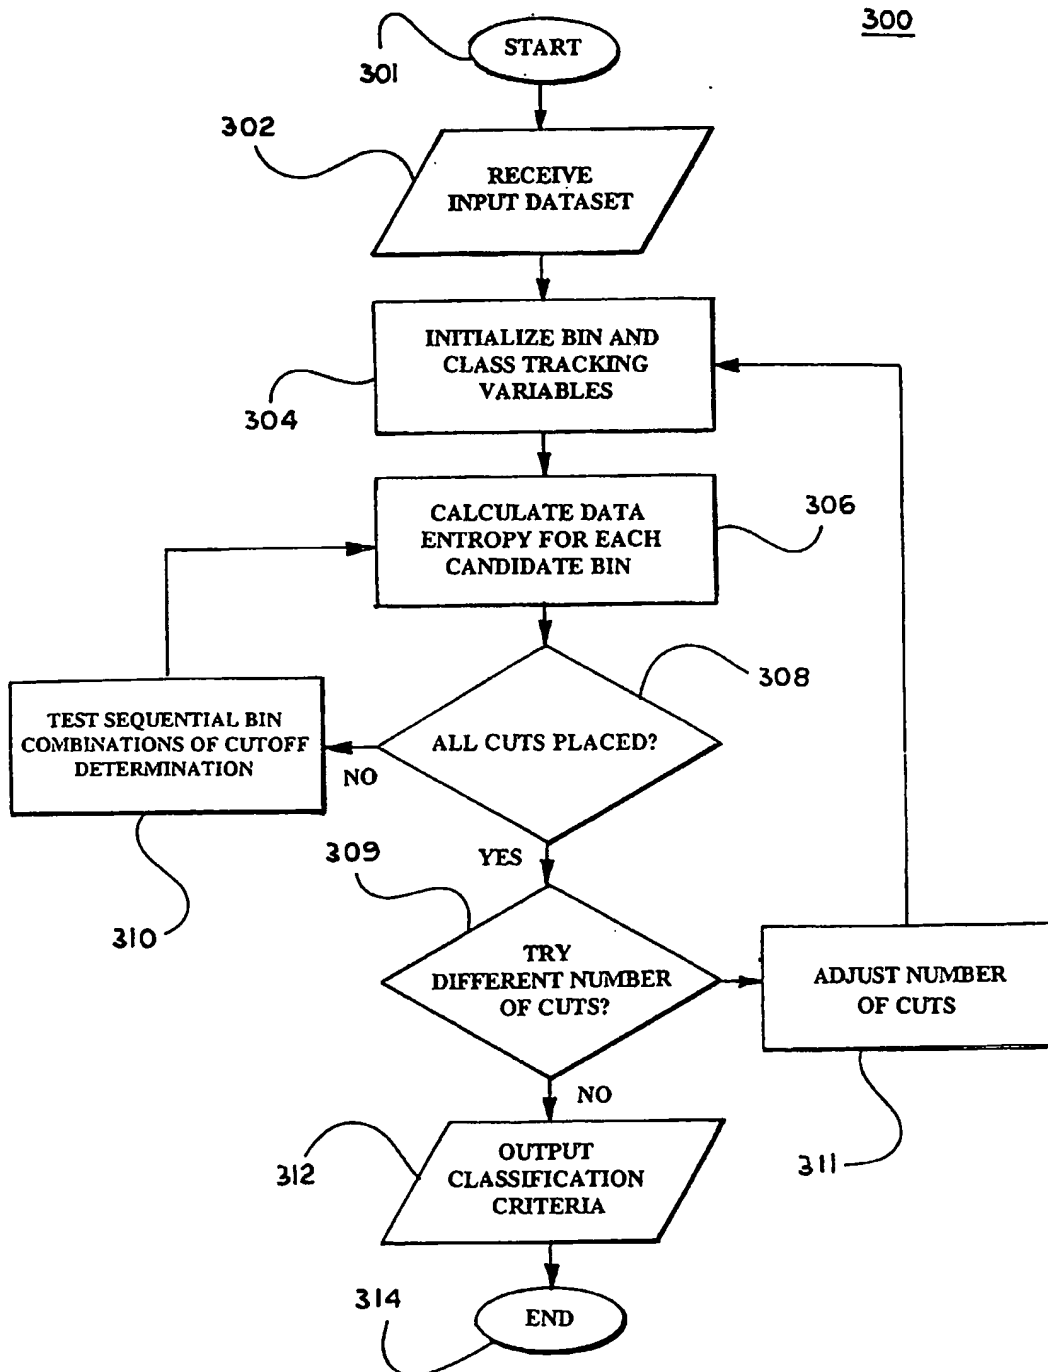 300
START
301
302
RECEIVE
INPUT DATASET
INITIALIZE BIN AND
CLASS TRACKING
VARIABLES
304
CALCULATE DATA
ENTROPY FOR EACH
CANDIDATE BIN
306
308
TEST SEQUENTIAL BIN
COMBINATIONS OF CUTOFF
DETERMINATION
ALL CUTS PLACED?
NO
310
YES
309
TRY
DIFFERENT NUMBER
OF CUTS?
ADJUST NUMBER
OF CUTS
311
NO
312
OUTPUT
CLASSIFICATION
CRITERIA
314
END